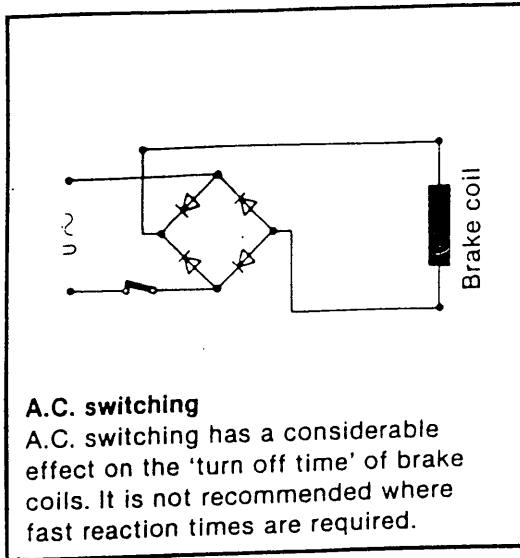 U~
Brake coil
A.C. switching
A.C. switching has a considerable
effect on the 'turn off time' of brake
coils. It is not recommended where
fast reaction times are required.